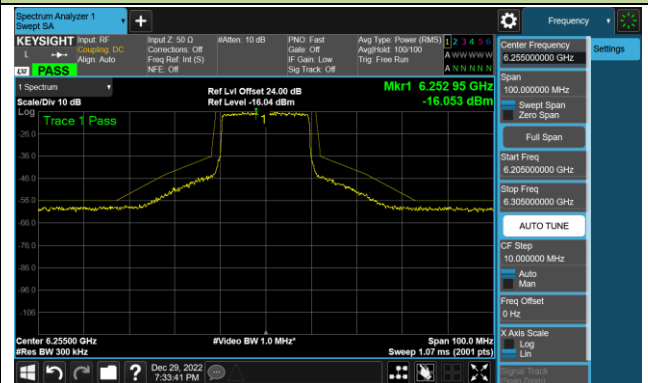 Spectrum Analyzer 1
Swept SA
Frequency
KEYSIGHT
Input: RF
Coupling: DC
Align: Auto
Input Z: 50 Ω
Corrections: Off
Freq Ref: Int (S)
NFE: Off
#Atten: 10 dB
PNO: Fast
Gate: Off
IF Gain: Low
Sig Track: Off
Avg Type: Power (RMS)
Avg|Hold: 100/100
Trig: Free Run
1 2 3 4 5 6
A W W W W W
A N N N N N
L
LXI
PASS
1 Spectrum
Scale/Div 10 dB
Ref Lvl Offset 24.00 dB
Ref Level -16.04 dBm
Mkr1 6.252 95 GHz
-16.053 dBm
Log
Trace 1 Pass
1
-26.0
-36.0
-46.0
-56.0
-66.0
-76.0
-86.0
-96.0
-106
Center 6.25500 GHz
#Res BW 300 kHz
#Video BW 1.0 MHz*
Span 100.0 MHz
Sweep 1.07 ms (2001 pts)
Dec 29, 2022
7:33:41 PM
Center Frequency
6.255000000 GHz
Settings
Span
100.000000 MHz
Swept Span
Zero Span
Full Span
Start Freq
6.205000000 GHz
Stop Freq
6.305000000 GHz
AUTO TUNE
CF Step
10.000000 MHz
Auto
Man
Freq Offset
0 Hz
X Axis Scale
Log
Lin
Signal Track
(Span Zoom)